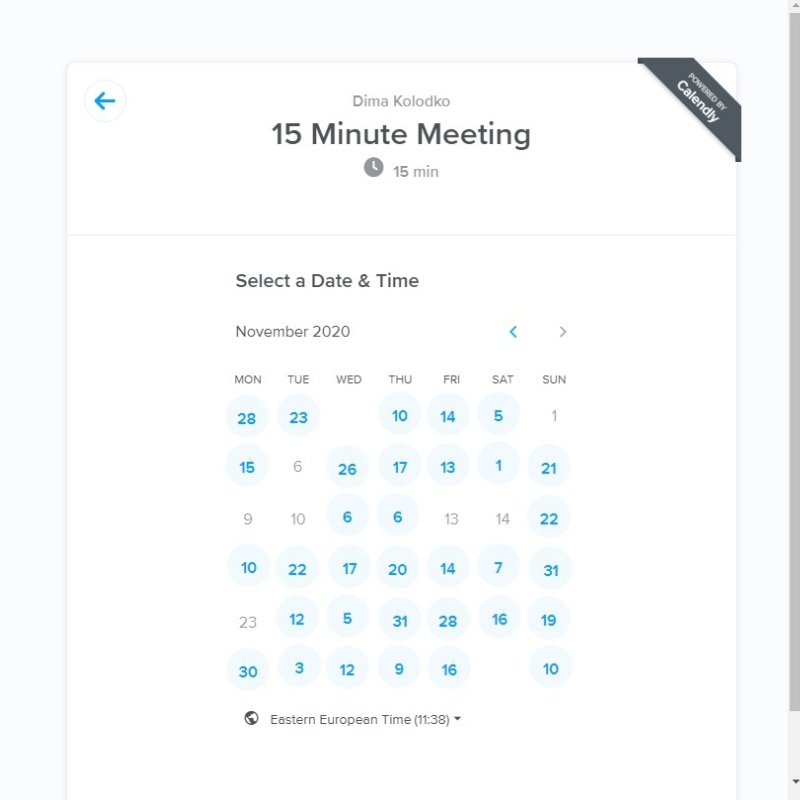 POWERED BY
Calendly
Dima Kolodko
15 Minute Meeting
15 min
Select a Date & Time
November 2020
MON TUE WED THU FRI SAT SUN
28 23 10 14 5 1
15 6 26 17 13 1 21
9 10 6 6 13 14 22
10 22 17 20 14 7 31
23 12 5 31 28 16 19
30 3 12 9 16 10
Eastern European Time (11:38)